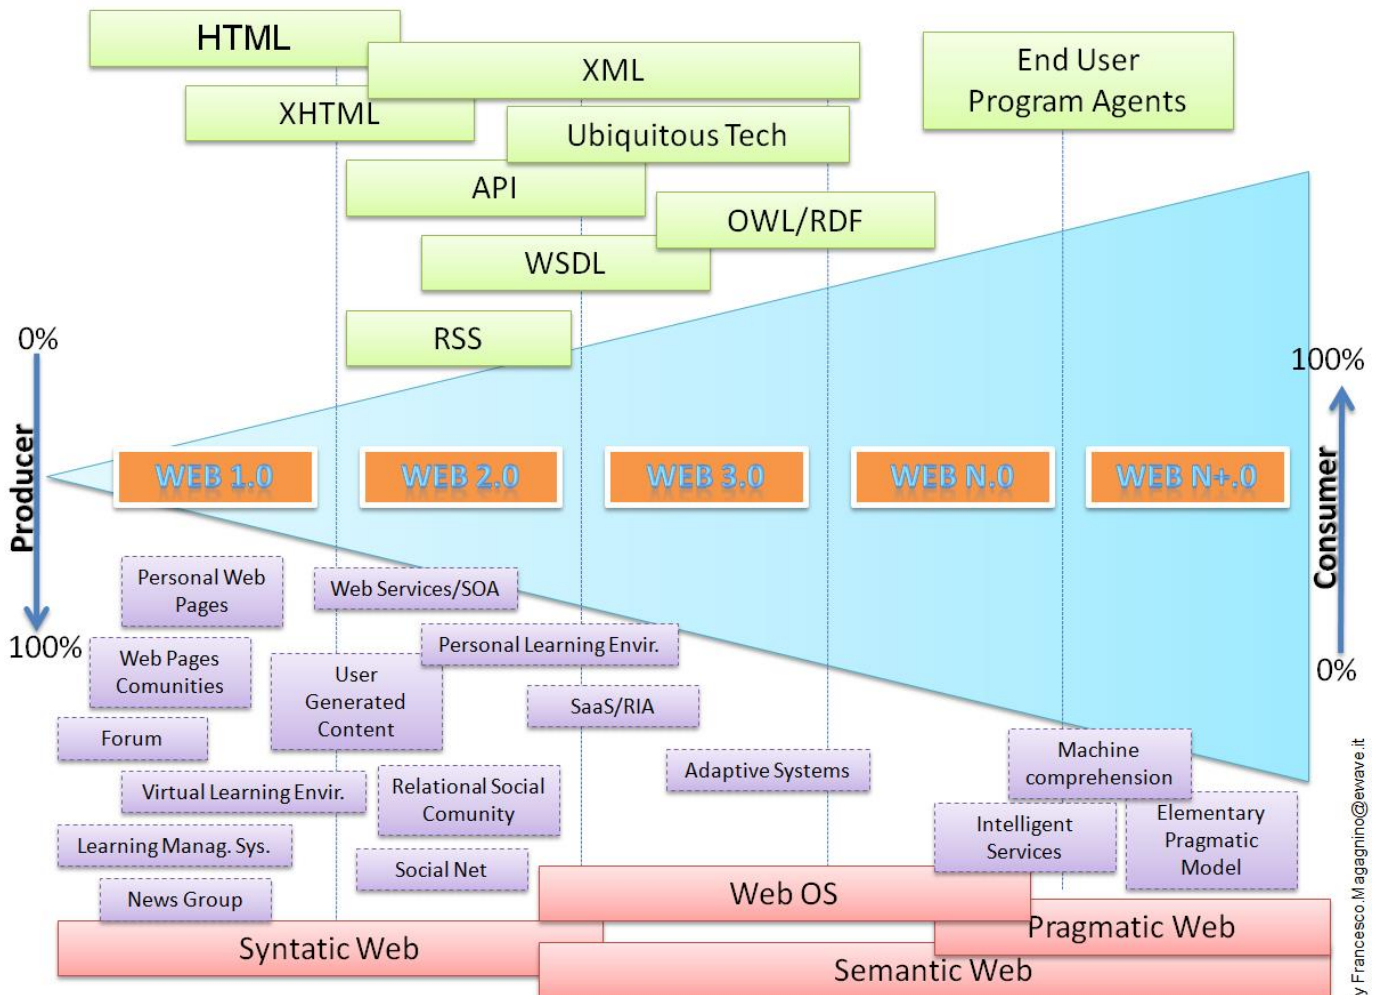 HTML
XML
End User
Program Agents
XHTML
Ubiquitous Tech
API
OWL/RDF
WSDL
RSS
0%
100%
Producer
Consumer
WEB 1.0
WEB 2.0
WEB 3.0
WEB N.0
WEB N+.0
100%
0%
Personal Web
Pages
Web Services/SOA
Web Pages
Comunities
Personal Learning Envir.
User
Generated
Content
SaaS/RIA
Forum
Machine
comprehension
Virtual Learning Envir.
Relational Social
Comunity
Adaptive Systems
Learning Manag. Sys.
Intelligent
Services
Elementary
Pragmatic
Model
Social Net
News Group
Web OS
Pragmatic Web
Syntatic Web
Semantic Web
y Francesco.Magagnino@ewave.it